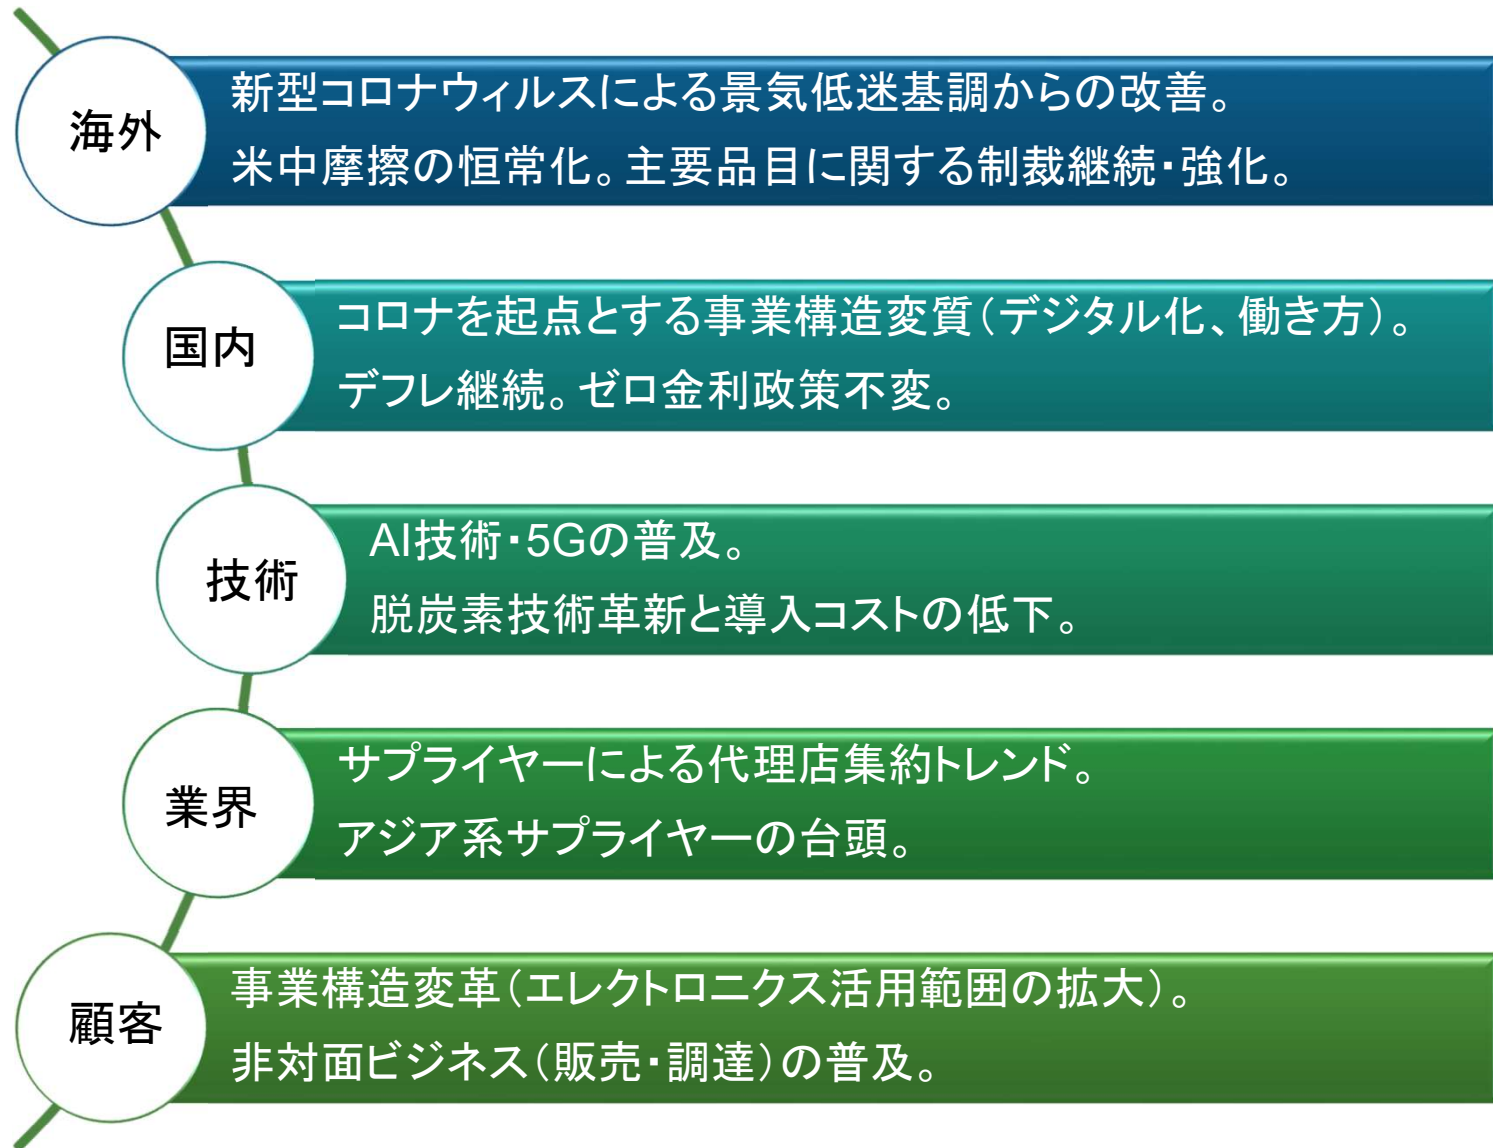 海外
新型コロナウィルスによる景気低迷基調からの改善。
米中摩擦の恒常化。主要品目に関する制裁継続・強化。
国内
コロナを起点とする事業構造変質（デジタル化、働き方）。
デフレ継続。ゼロ金利政策不変。
技術
AI技術・5Gの普及。
脱炭素技術革新と導入コストの低下。
業界
サプライヤーによる代理店集約トレンド。
アジア系サプライヤーの台頭。
顧客
事業構造変革（エレクトロニクス活用範囲の拡大）。
非対面ビジネス（販売・調達）の普及。